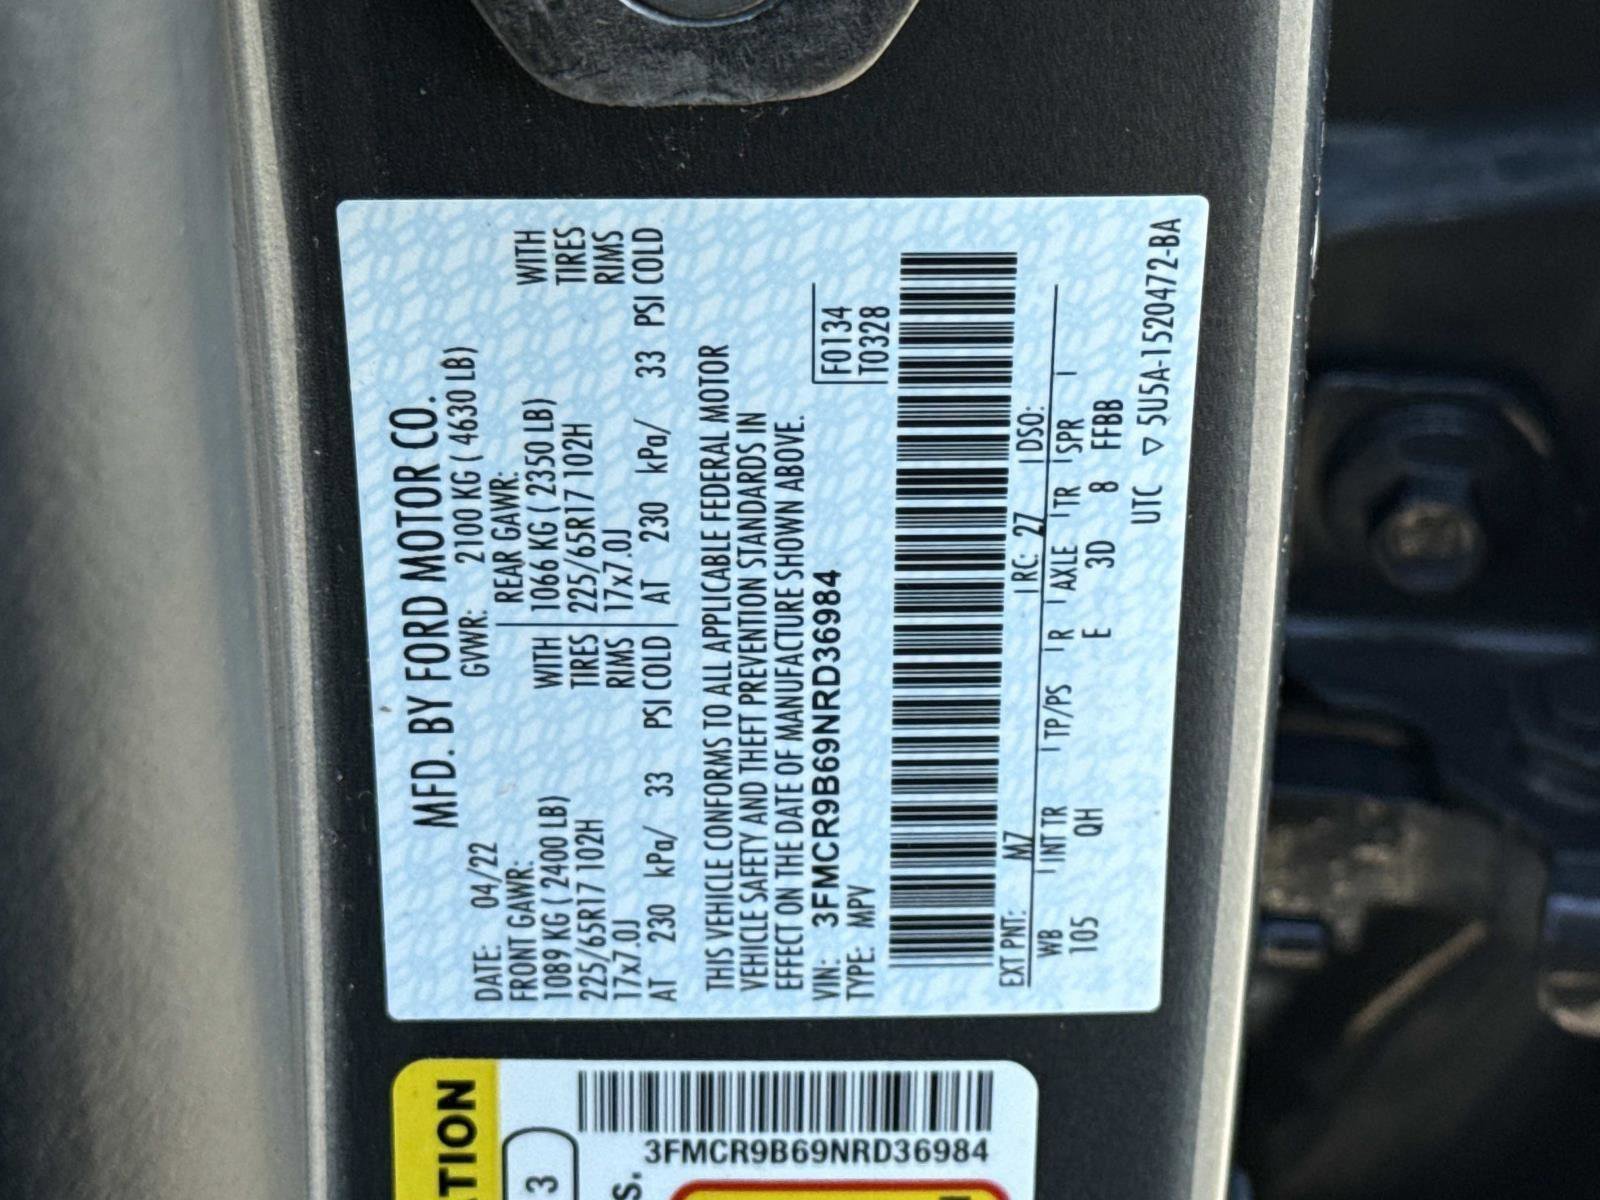 MFD. BY FORD MOTOR CO.
DATE: 04/22 GVWR: 2100 KG ( 4630 LB)
FRONT GAWR: REAR GAWR:
1089 KG ( 2400 LB) WITH 1066 KG ( 2350 LB) WITH
225/65R17 102H TIRES 225/65R17 102H TIRES
17x7.0J RIMS 17x7.0J RIMS
AT 230 kPa/ 33 PSI COLD AT 230 kPa/ 33 PSI COLD
THIS VEHICLE CONFORMS TO ALL APPLICABLE FEDERAL MOTOR
VEHICLE SAFETY AND THEFT PREVENTION STANDARDS IN
EFFECT ON THE DATE OF MANUFACTURE SHOWN ABOVE.
VIN: 3FMCR9B69NRD36984 F0134
TYPE: MPV T0328
EXT PNT: MZ RC: 27 DSO:
WB INT TR TP/PS R AXLE TR SPR
105 QH E 3D 8 FFBB
UTC ▽ 5U5A-1520472-BA
ATION
3
3FMCR9B69NRD36984
S.